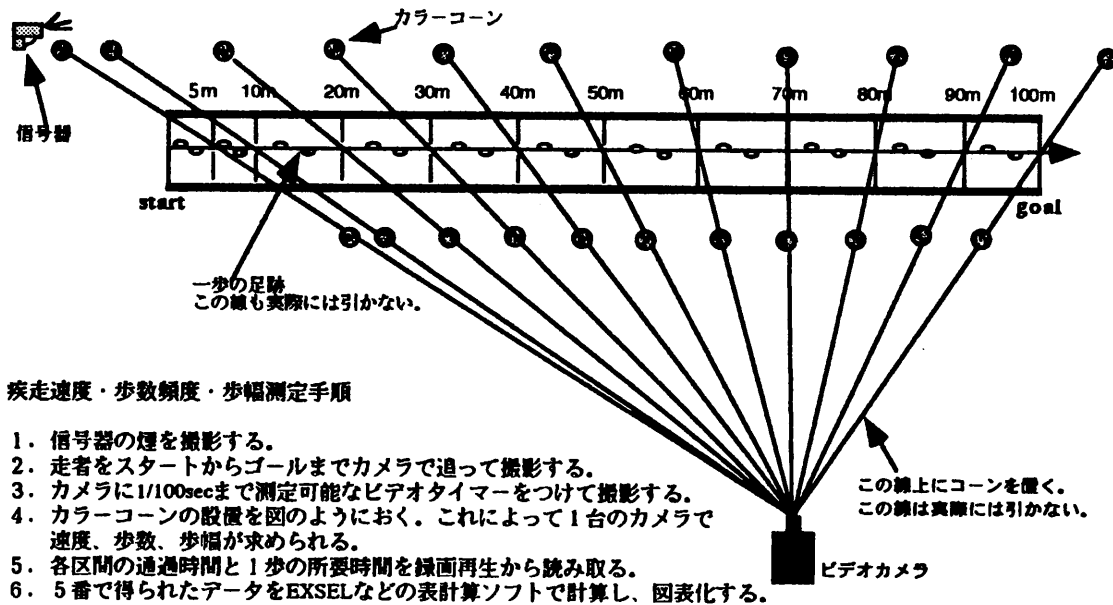 カラーコーン
5m 10m 20m 30m 40m 50m 60m 70m 80m 90m 100m
信号器
start
goal
一歩の足跡
この線も実際には引かない。
疾走速度・歩数頻度・歩幅測定手順
1．信号器の煙を撮影する。
2．走者をスタートからゴールまでカメラで追って撮影する。
3．カメラに1/100secまで測定可能なビデオタイマーをつけて撮影する。
4．カラーコーンの設置を図のようにおく。これによって1台のカメラで
速度、歩数、歩幅が求められる。
5．各区間の通過時間と1歩の所要時間を録画再生から読み取る。
6．5番で得られたデータをEXSELなどの表計算ソフトで計算し、図表化する。
この線上にコーンを置く。
この線は実際には引かない。
ビデオカメラ